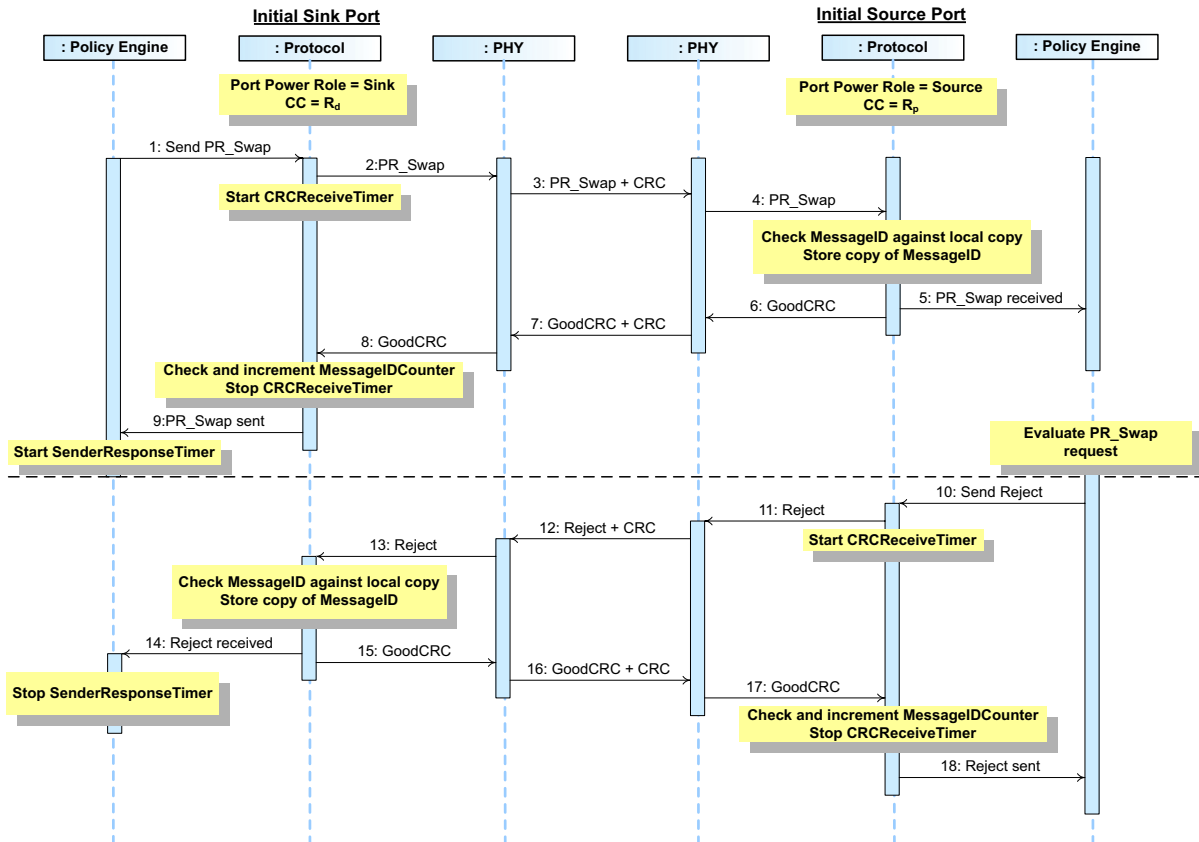 Initial Sink Port
Initial Source Port
: Policy Engine
: Protocol
: PHY
: PHY
: Protocol
: Policy Engine
Port Power Role = Sink
CC = Rd
Port Power Role = Source
CC = Rp
1: Send PR_Swap
2:PR_Swap
Start CRCReceiveTimer
3: PR_Swap + CRC
4: PR_Swap
Check MessageID against local copy
Store copy of MessageID
5: PR_Swap received
6: GoodCRC
7: GoodCRC + CRC
8: GoodCRC
Check and increment MessageIDCounter
Stop CRCReceiveTimer
9:PR_Swap sent
Start SenderResponseTimer
Evaluate PR_Swap
request
10: Send Reject
11: Reject
Start CRCReceiveTimer
12: Reject + CRC
13: Reject
Check MessageID against local copy
Store copy of MessageID
14: Reject received
15: GoodCRC
Stop SenderResponseTimer
16: GoodCRC + CRC
17: GoodCRC
Check and increment MessageIDCounter
Stop CRCReceiveTimer
18: Reject sent